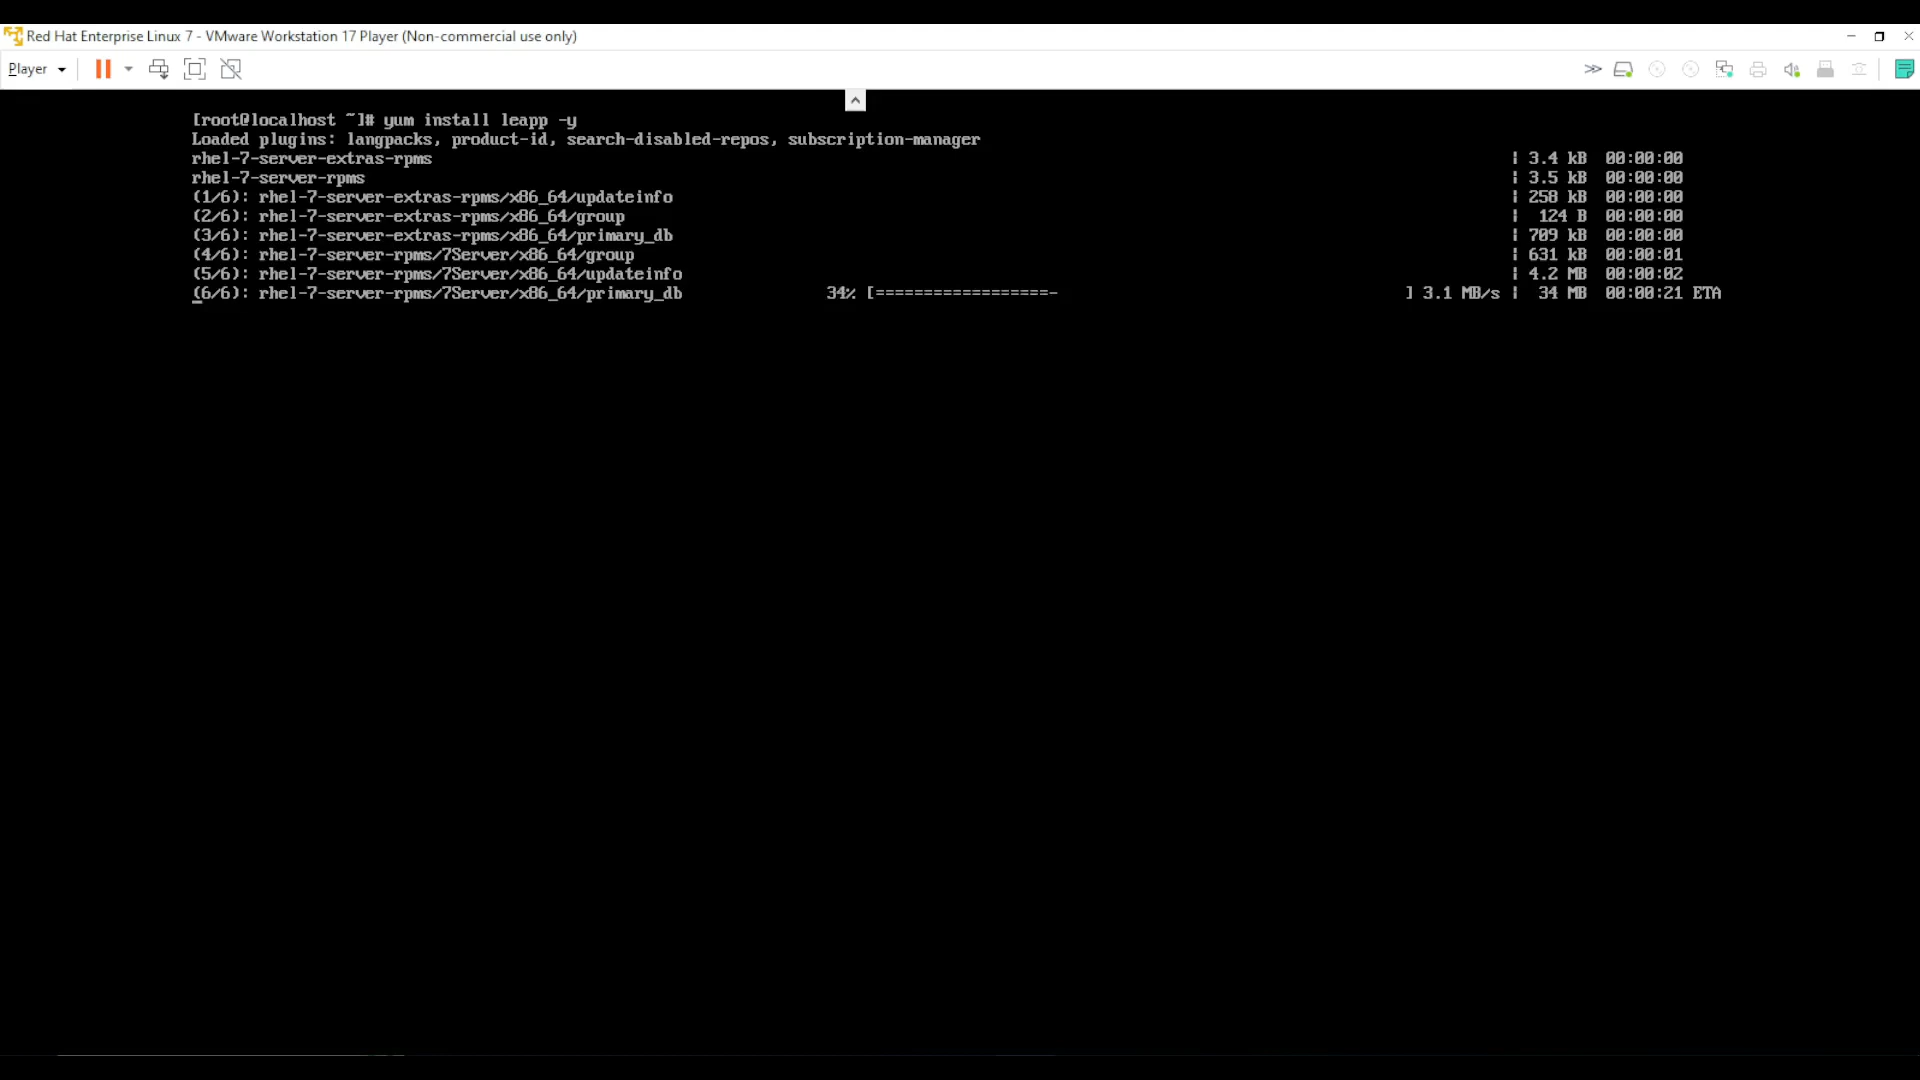 Red Hat Enterprise Linux 7 - VMware Workstation 17 Player (Non-commercial use only)
Player
[root@localhost ~]# yum install leapp -y
Loaded plugins: langpacks, product-id, search-disabled-repos, subscription-manager
rhel-7-server-extras-rpms | 3.4 kB 00:00:00
rhel-7-server-rpms | 3.5 kB 00:00:00
(1/6): rhel-7-server-extras-rpms/x86_64/updateinfo | 258 kB 00:00:00
(2/6): rhel-7-server-extras-rpms/x86_64/group | 124 B 00:00:00
(3/6): rhel-7-server-extras-rpms/x86_64/primary_db | 709 kB 00:00:00
(4/6): rhel-7-server-rpms/7Server/x86_64/group | 631 kB 00:00:01
(5/6): rhel-7-server-rpms/7Server/x86_64/updateinfo | 4.2 MB 00:00:02
(6/6): rhel-7-server-rpms/7Server/x86_64/primary_db 34% [==================- ] 3.1 MB/s | 34 MB 00:00:21 ETA